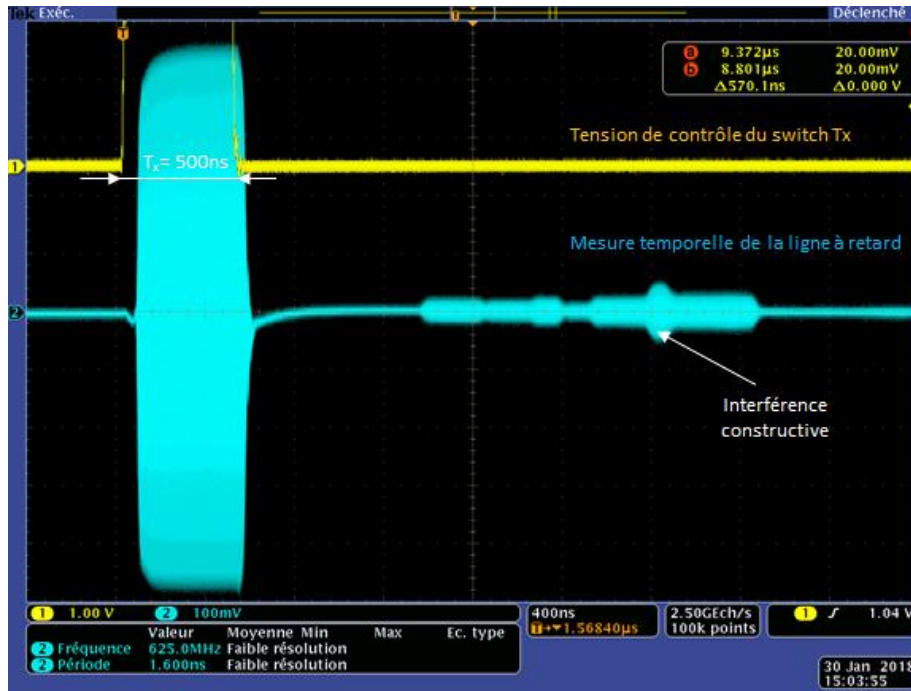 Tek Exéc. Déclenché
T
T
a 9.372µs 20.00mV
b 8.801µs 20.00mV
Δ570.1ns Δ0.000 V
Tension de contrôle du switch Tx
1
Tx= 500ns
Mesure temporelle de la ligne à retard
2
Interférence
constructive
1 1.00 V 2 100mV
400ns
T→▼1.56840µs
2.50GEch/s
100k points
1 1.04 V
Valeur Moyenne Min Max Ec. type
2 Fréquence 625.0MHz Faible résolution
2 Période 1.600ns Faible résolution
30 Jan 2018
15:03:55